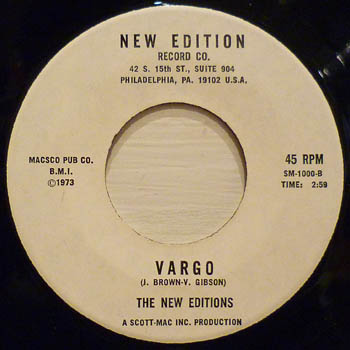 NEW EDITION
RECORD CO.
42 S. 15th ST., SUITE 904
PHILADELPHIA, PA. 19102 U.S.A.
MACSCO PUB CO.
B.M.I.
©1973
45 RPM
SM-1000-B
TIME: 2:59
VARGO
(J. BROWN-V. GIBSON)
THE NEW EDITIONS
A SCOTT-MAC INC. PRODUCTION